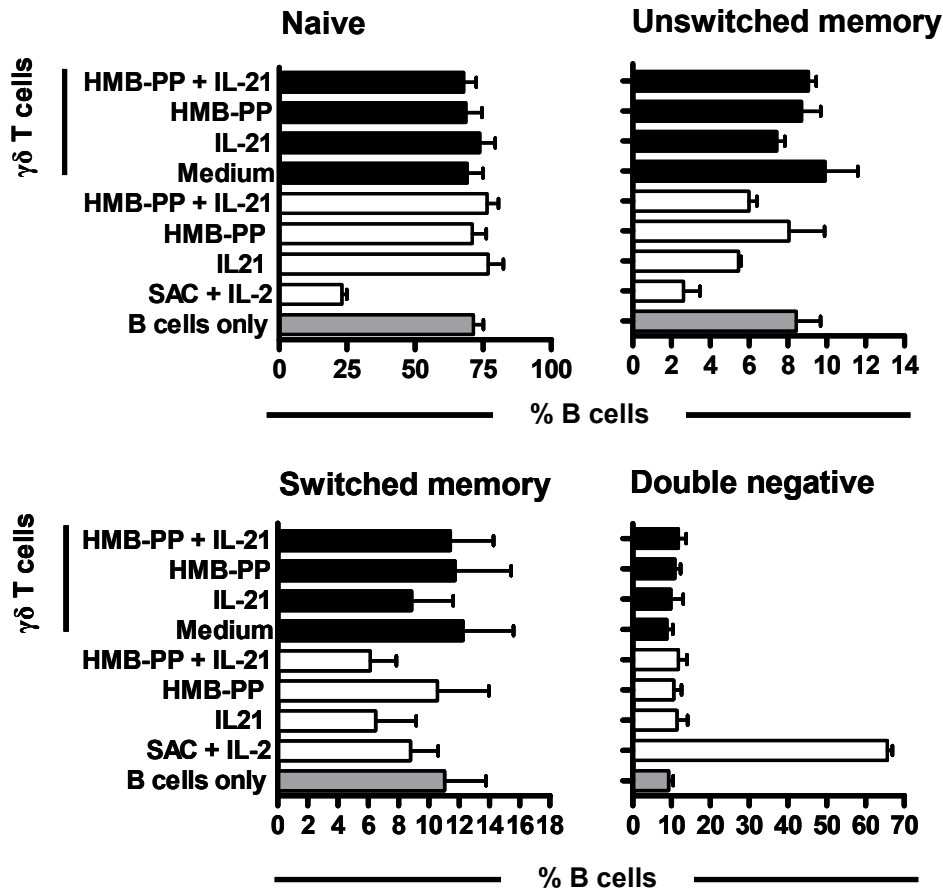 Naive
Unswitched memory
γδ T cells
HMB-PP + IL-21
HMB-PP
IL-21
Medium
HMB-PP + IL-21
HMB-PP
IL21
SAC + IL-2
B cells only
0 25 50 75 100
0 2 4 6 8 10 12 14
% B cells
Switched memory
Double negative
γδ T cells
HMB-PP + IL-21
HMB-PP
IL-21
Medium
HMB-PP + IL-21
HMB-PP
IL21
SAC + IL-2
B cells only
0 2 4 6 8 10 12 14 16 18
0 10 20 30 40 50 60 70
% B cells